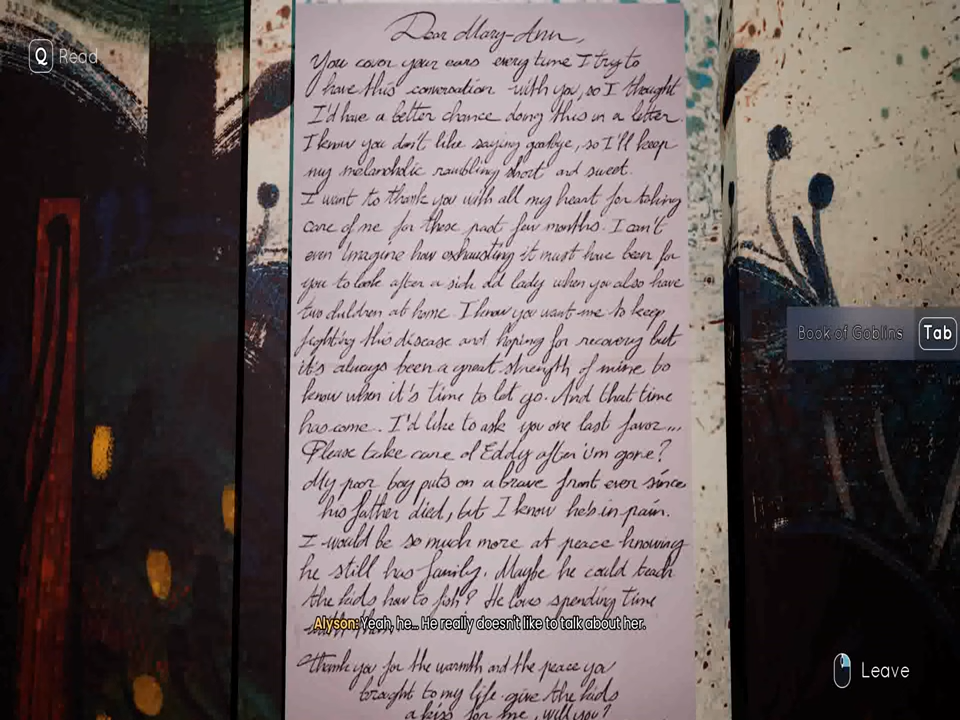 Q Read
Dear Mary-Ann,
You cover your ears every time I try to
have this conversation with you, so I thought
I'd have a better chance doing this in a letter.
I know you don't like saying goobye, so I'll keep
my melancholic rambling short and sweet.
I want to thank you with all my heart for taking
care of me for these past few months. I can't
even imagine how exhausting it must have been for
you to look after a sick old lady when you also have
two children at home. I know you want me to keep
fighting this disease and hoping for recovery but
it's always been a great strength of mine to
know when it's time to let go. And that time
has come. I'd like to ask you one last favor...
Please take care of Eddy after i'm gone?
My poor boy puts on a brave front ever since
his father died, but I know he's in pain.
I would be so much more at peace knowing
he still has family. Maybe he could teach
the kids how to fish? He loves spending time
Alyson: Yeah, he... He really doesn't like to talk about her.
thank you for the warmth and the peace you
brought to my life. give the kids
a kiss for me, will you?
Book of Goblins Tab
Leave